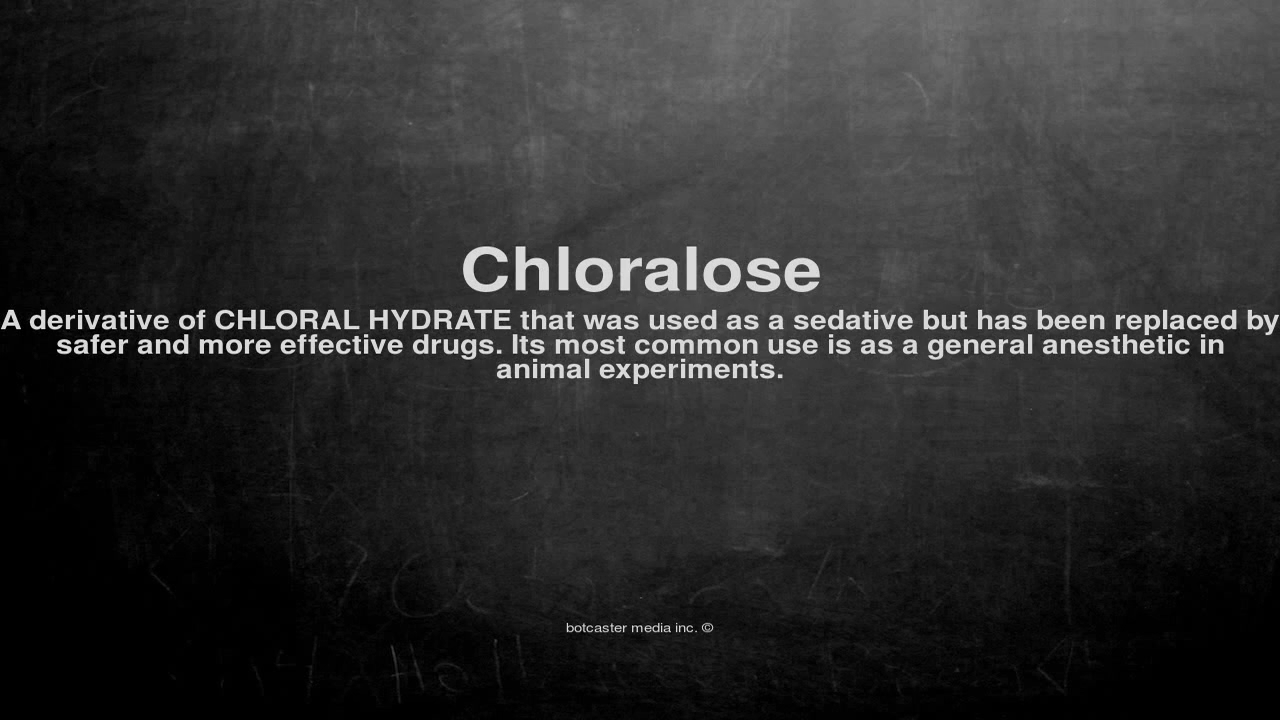 Chloralose
A derivative of CHLORAL HYDRATE that was used as a sedative but has been replaced by
safer and more effective drugs. Its most common use is as a general anesthetic in
animal experiments.
botcaster media inc. ©